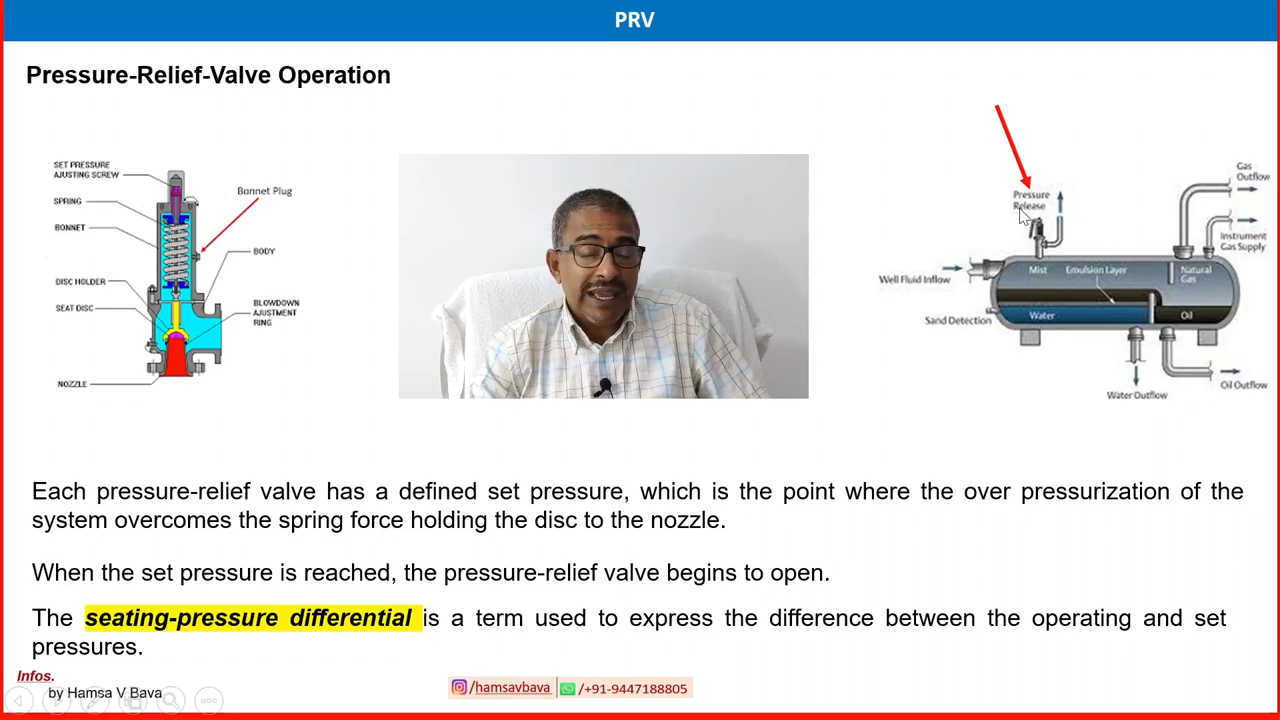 PRV
Pressure-Relief-Valve Operation
SET PRESSURE
AJUSTING SCREW
Bonnet Plug
SPRING
BONNET
BODY
DISC HOLDER
SEAT DISC
BLOWDOWN
AJUSTMENT
RING
NOZZLE
Gas
Outflow
Pressure
Release
Instrument
Gas Supply
Well Fluid Inflow
Mist
Emulsion Layer
Natural
Gas
Sand Detection
Water
Oil
Oil Outflow
Water Outflow
Each pressure-relief valve has a defined set pressure, which is the point where the over pressurization of the
system overcomes the spring force holding the disc to the nozzle.
When the set pressure is reached, the pressure-relief valve begins to open.
The seating-pressure differential is a term used to express the difference between the operating and set
pressures.
Infos.
by Hamsa V Bava
/hamsavbava
/+91-9447188805